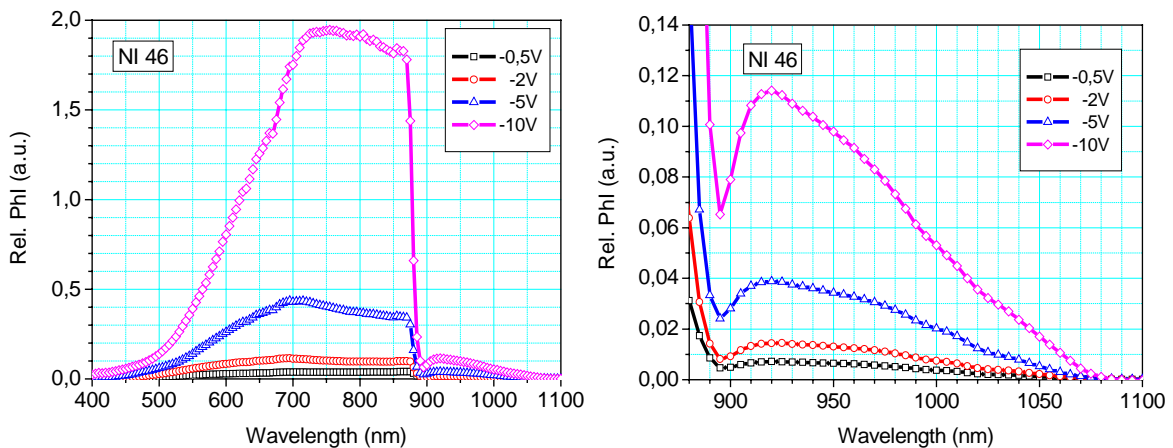 2,0
1,5
1,0
0,5
0,0
Rel. PhI (a.u.)
NI 46
-0,5V
-2V
-5V
-10V
400 500 600 700 800 900 1000 1100
Wavelength (nm)
0,14
0,12
0,10
0,08
0,06
0,04
0,02
0,00
Rel. PhI (a.u.)
NI 46
-0,5V
-2V
-5V
-10V
900 950 1000 1050 1100
Wavelength (nm)